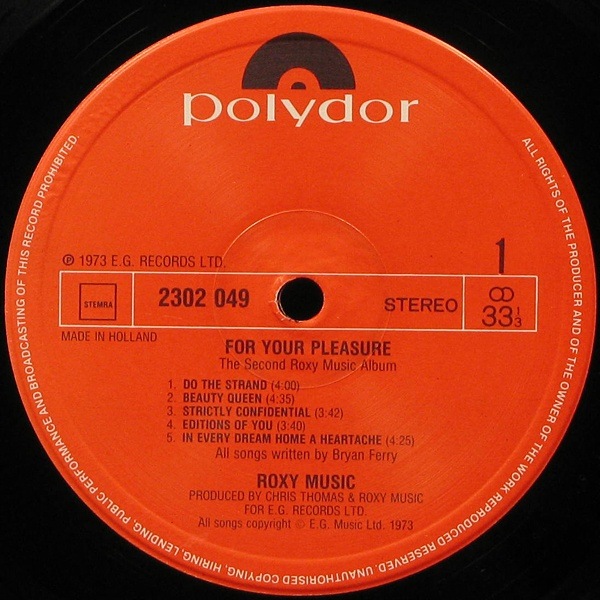 polydor
ALL RIGHTS OF THE PRODUCER AND OF THE OWNER OF THE WORK REPRODUCED RESERVED. UNAUTHORISED COPYING, HIRING, LENDING, PUBLIC PERFORMANCE AND BROADCASTING OF THIS RECORD PROHIBITED.
℗ 1973 E.G. RECORDS LTD.
1
STEMRA
2302 049
STEREO
33 1/3
MADE IN HOLLAND
FOR YOUR PLEASURE
The Second Roxy Music Album
1. DO THE STRAND (4:00)
2. BEAUTY QUEEN (4:35)
3. STRICTLY CONFIDENTIAL (3:42)
4. EDITIONS OF YOU (3:40)
5. IN EVERY DREAM HOME A HEARTACHE (4:25)
All songs written by Bryan Ferry
ROXY MUSIC
PRODUCED BY CHRIS THOMAS & ROXY MUSIC
FOR E.G. RECORDS LTD.
All songs copyright © E.G. Music Ltd. 1973